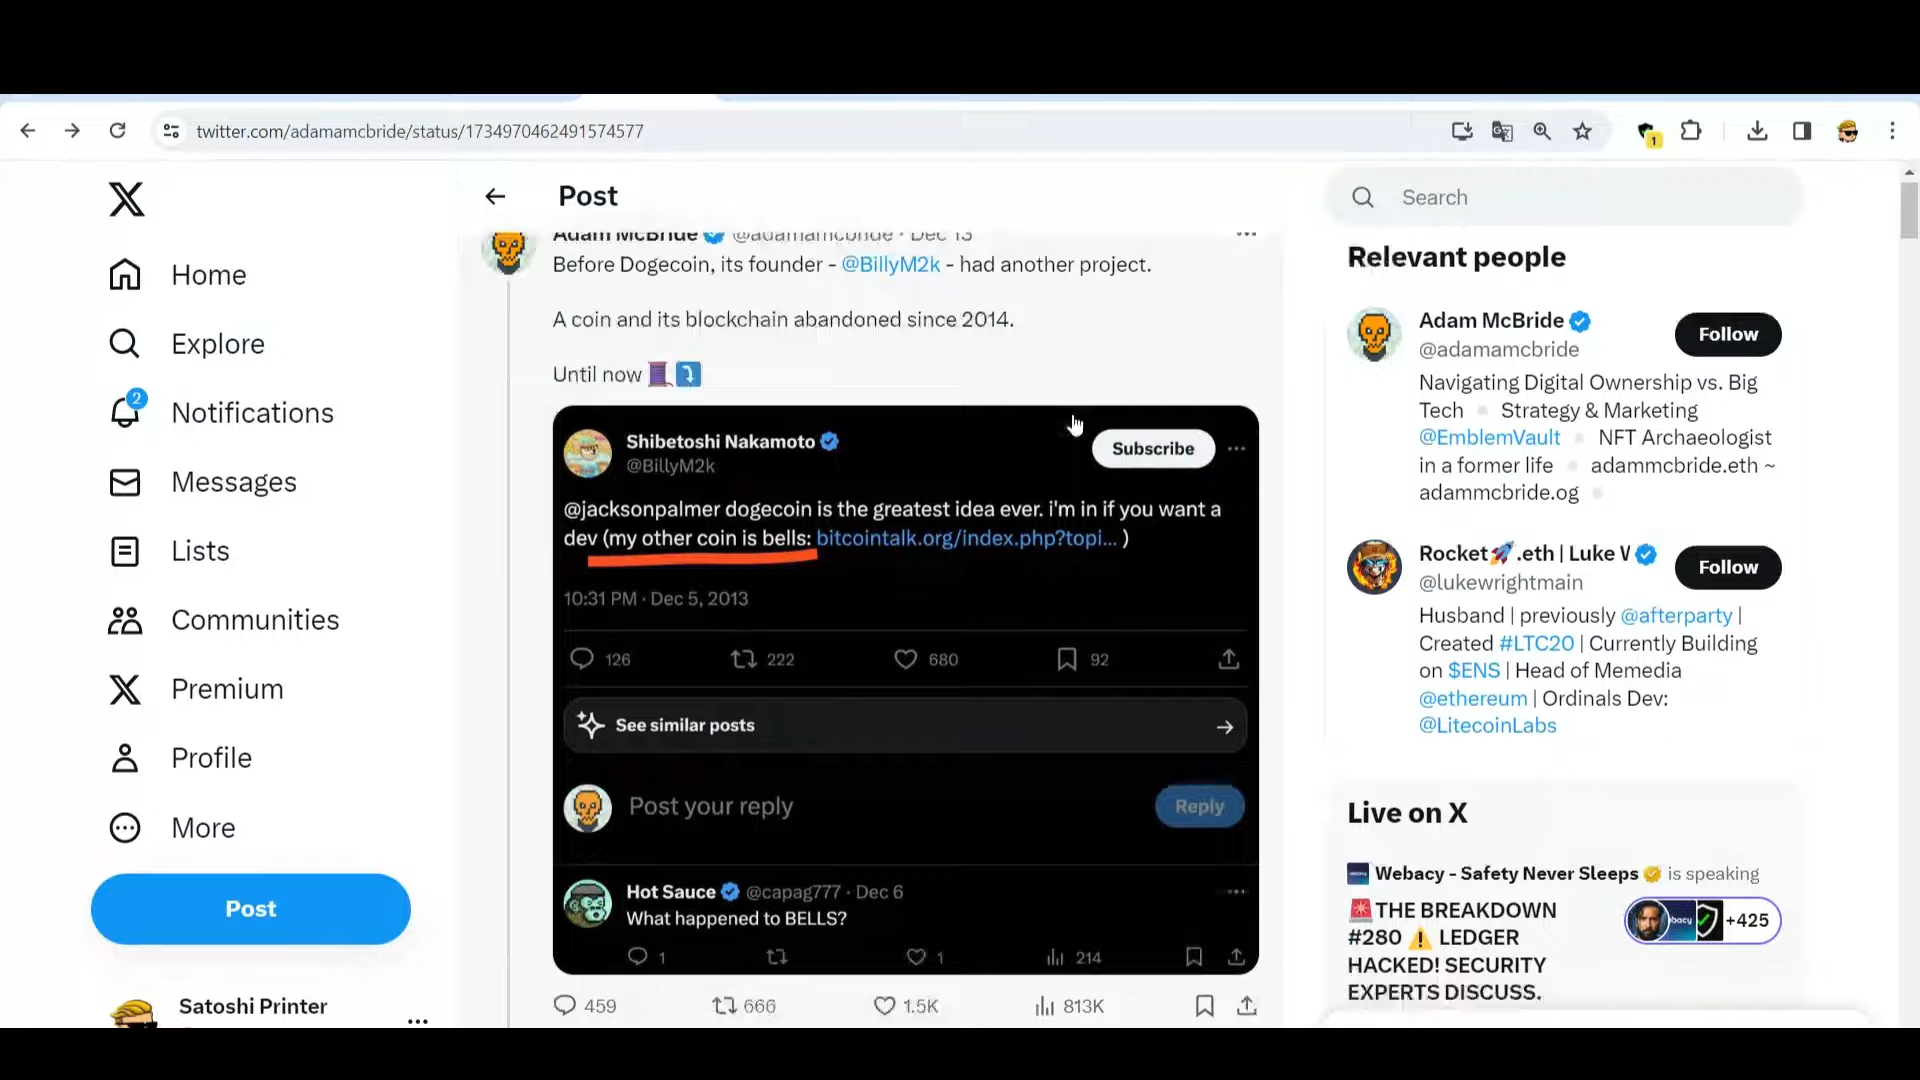 twitter.com/adamamcbride/status/1734970462491574577
1
Home
Explore
2
Notifications
Messages
Lists
Communities
Premium
Profile
More
Post
Satoshi Printer
Post
Adam McBride @adamamcbride · Dec 13
Before Dogecoin, its founder - @BillyM2k - had another project.
A coin and its blockchain abandoned since 2014.
Until now
Shibetoshi Nakamoto
@BillyM2k
Subscribe
@jacksonpalmer dogecoin is the greatest idea ever. i'm in if you want a
dev (my other coin is bells: bitcointalk.org/index.php?topi... )
10:31 PM · Dec 5, 2013
126
222
680
92
See similar posts
Post your reply
Reply
Hot Sauce @capag777 · Dec 6
What happened to BELLS?
1
1
214
459
666
1.5K
813K
Search
Relevant people
Adam McBride
@adamamcbride
Follow
Navigating Digital Ownership vs. Big
Tech Strategy & Marketing
@EmblemVault NFT Archaeologist
in a former life adammcbride.eth ~
adammcbride.og
Rocket .eth | Luke W
@lukewrightmain
Follow
Husband | previously @afterparty |
Created #LTC20 | Currently Building
on $ENS | Head of Memedia
@ethereum | Ordinals Dev:
@LitecoinLabs
Live on X
Webacy - Safety Never Sleeps is speaking
THE BREAKDOWN
#280 LEDGER
HACKED! SECURITY
EXPERTS DISCUSS.
+425